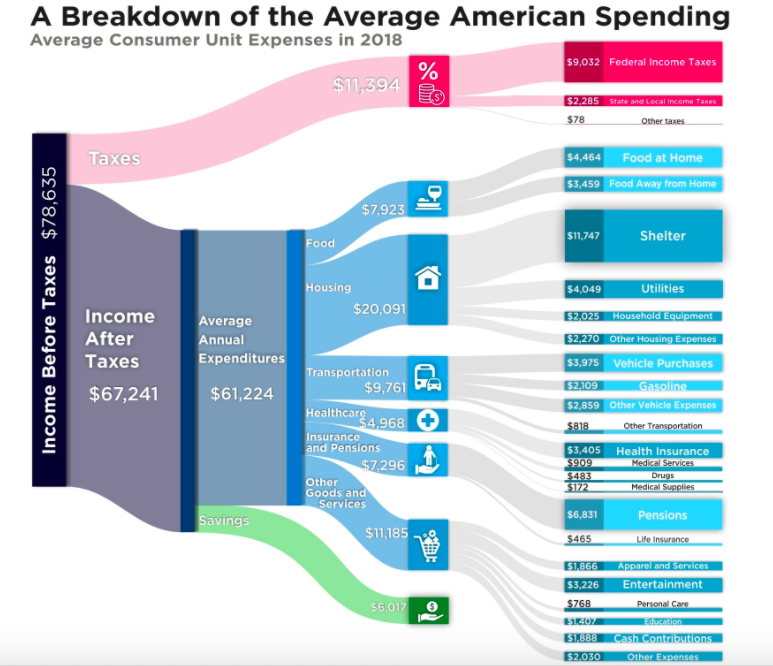 A Breakdown of the Average American Spending
Average Consumer Unit Expenses in 2018
Income Before Taxes $78,635
Taxes
$11,394
%
$
$9,032 Federal Income Taxes
$2,285 State and Local Income Taxes
$78 Other taxes
Income
After
Taxes
$67,241
Average
Annual
Expenditures
$61,224
Savings
$6,017
$
Food
$7,923
$4,464 Food at Home
$3,459 Food Away from Home
Housing
$20,091
$11,747 Shelter
$4,049 Utilities
$2,025 Household Equipment
$2,270 Other Housing Expenses
Transportation
$9,761
$3,975 Vehicle Purchases
$2,109 Gasoline
$2,859 Other Vehicle Expenses
$818 Other Transportation
Healthcare
$4,968
$3,405 Health Insurance
$909 Medical Services
$483 Drugs
$172 Medical Supplies
Insurance
and Pensions
$7,296
$6,831 Pensions
$465 Life Insurance
Other
Goods and
Services
$11,185
$1,866 Apparel and Services
$3,226 Entertainment
$768 Personal Care
$1,407 Education
$1,888 Cash Contributions
$2,030 Other Expenses